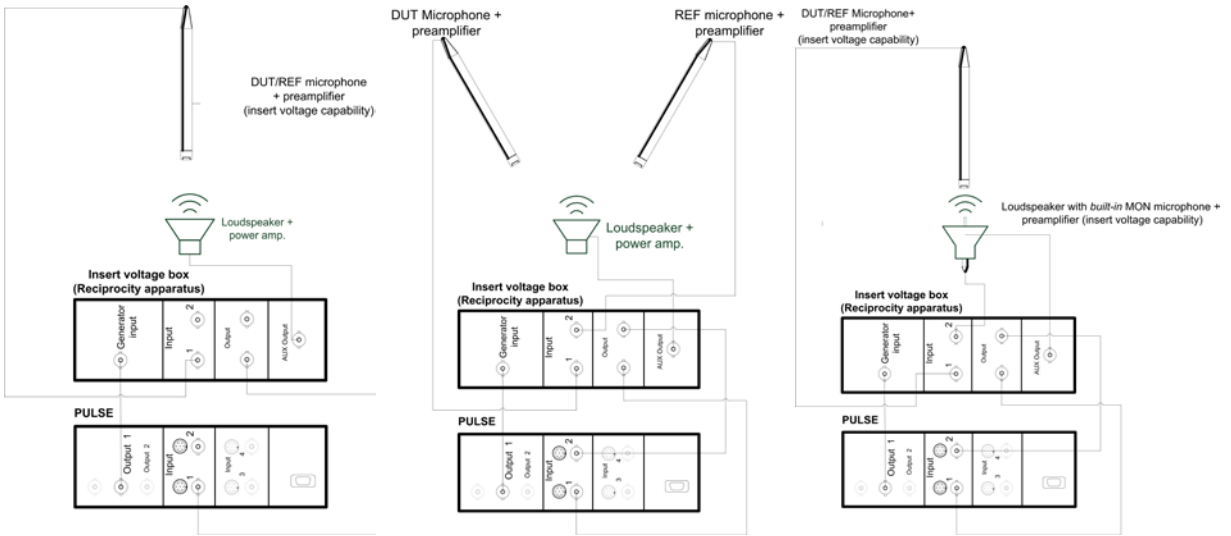 DUT/REF microphone
+ preamplifier
(insert voltage capability)
Loudspeaker +
power amp.
Insert voltage box
(Reciprocity apparatus)
Generator
input
Input
2
1
Output
AUX Output
PULSE
Output 1
Output 2
Input
2
1
Input
4
3
DUT Microphone +
preamplifier
REF microphone +
preamplifier
Loudspeaker +
power amp.
Insert voltage box
(Reciprocity apparatus)
Generator
input
Input
2
1
Output
AUX Output
PULSE
Output 1
Output 2
Input
2
1
Input
4
3
DUT/REF Microphone+
preamplifier
(insert voltage capability)
Loudspeaker with built-in MON microphone +
preamplifier (insert voltage capability)
Insert voltage box
(Reciprocity apparatus)
Generator
input
Input
2
1
Output
AUX Output
PULSE
Output 1
Output 2
Input
2
1
Input
4
3